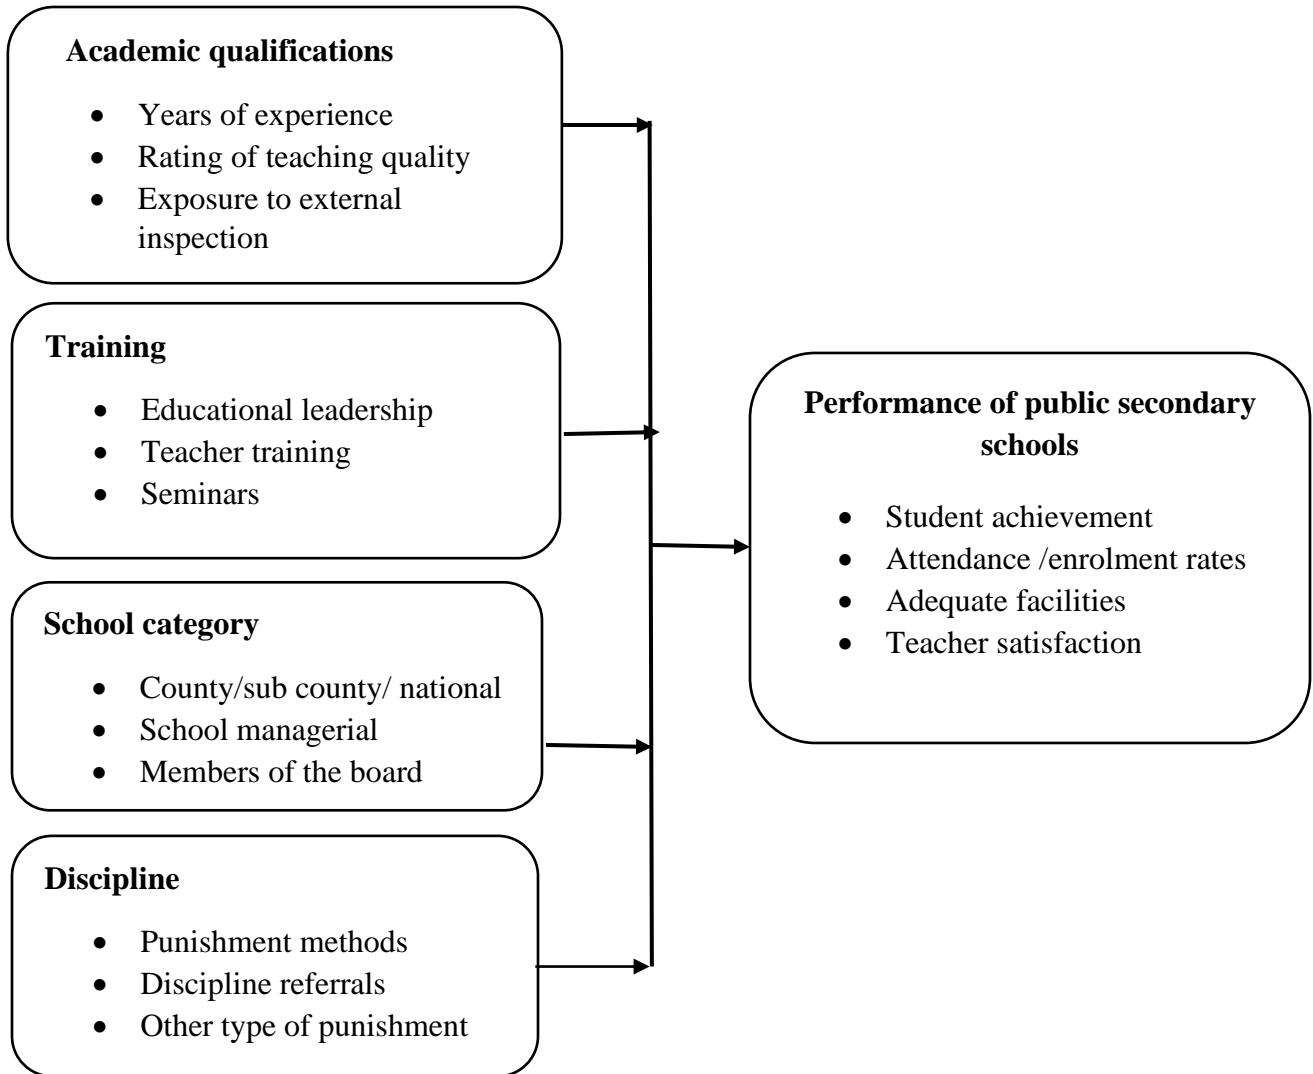 Academic qualifications
• Years of experience
• Rating of teaching quality
• Exposure to external
inspection
Training
• Educational leadership
• Teacher training
• Seminars
School category
• County/sub county/ national
• School managerial
• Members of the board
Discipline
• Punishment methods
• Discipline referrals
• Other type of punishment
Performance of public secondary
schools
• Student achievement
• Attendance /enrolment rates
• Adequate facilities
• Teacher satisfaction